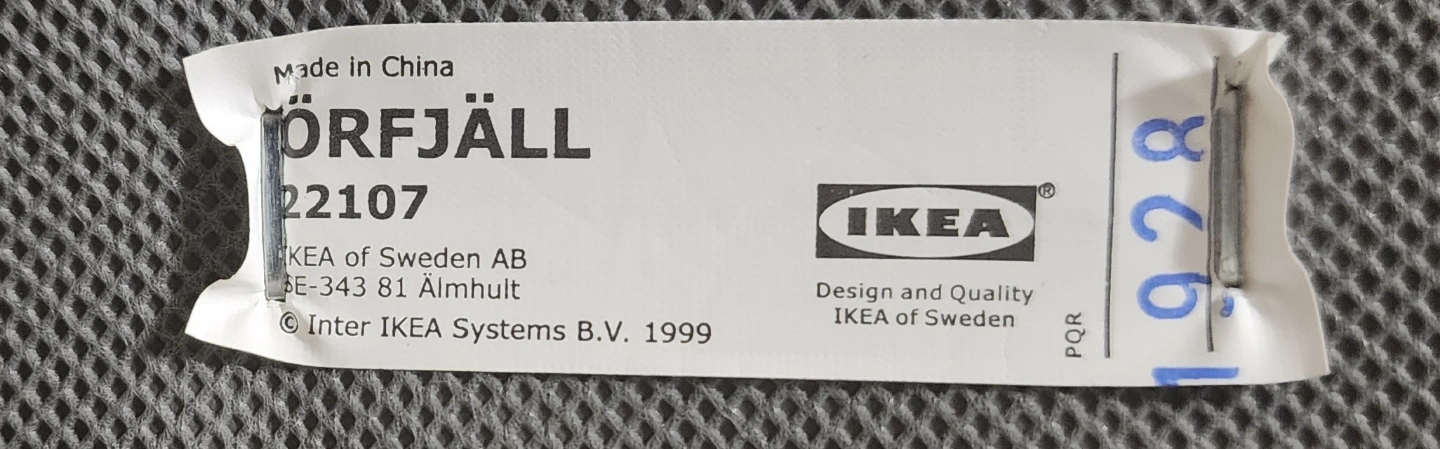 Made in China
ÖRFJÄLL
22107
IKEA of Sweden AB
SE-343 81 Älmhult
© Inter IKEA Systems B.V. 1999
IKEA®
Design and Quality
IKEA of Sweden
PQR
1928